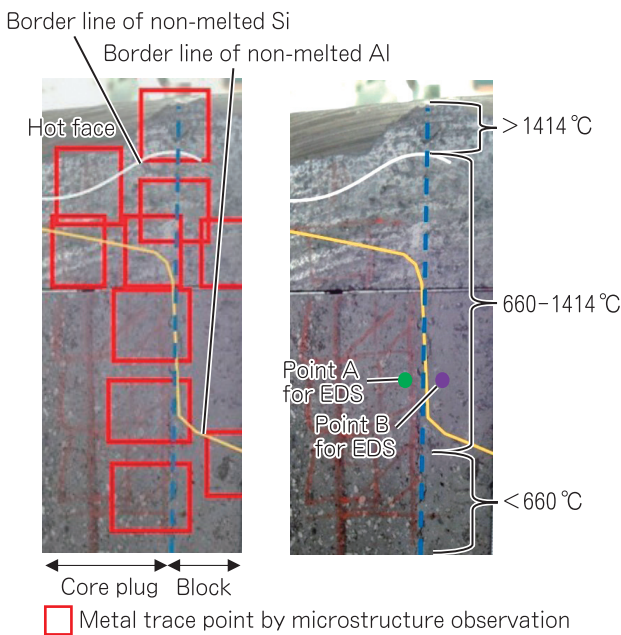 Border line of non-melted Si
Border line of non-melted Al
Hot face
>1414 ℃
660-1414 ℃
Point A
for EDS
Point B
for EDS
<660 ℃
Core plug
Block
Metal trace point by microstructure observation